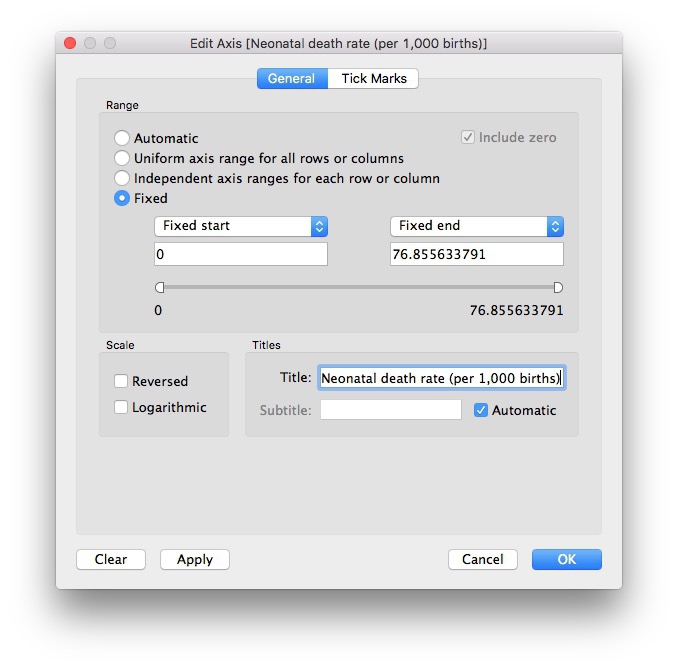 Edit Axis [Neonatal death rate (per 1,000 births)]
General Tick Marks
Range
Automatic Include zero
Uniform axis range for all rows or columns
Independent axis ranges for each row or column
Fixed
Fixed start Fixed end
0 76.855633791
0 76.855633791
Scale Titles
Reversed Title: Neonatal death rate (per 1,000 births)
Logarithmic Subtitle: Automatic
Clear Apply Cancel OK